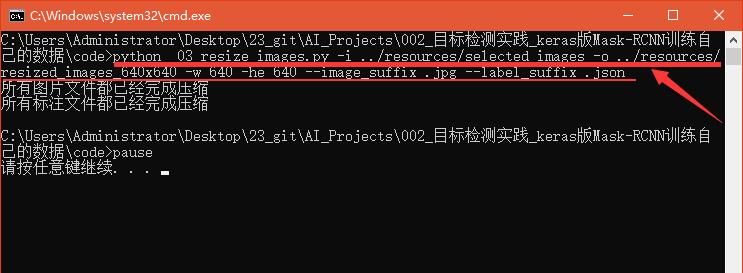 C:\Windows\system32\cmd.exe
C:\Users\Administrator\Desktop\23_git\AI_Projects\002_目标检测实践_keras版Mask-RCNN训练自
己的数据\code>python _03_resize_images.py -i ../resources/selected_images -o ../resources/
resized_images_640x640 -w 640 -he 640 --image_suffix .jpg --label_suffix .json
所有图片文件都已经完成压缩
所有标注文件都已经完成压缩
C:\Users\Administrator\Desktop\23_git\AI_Projects\002_目标检测实践_keras版Mask-RCNN训练自
己的数据\code>pause
请按任意键继续. . .